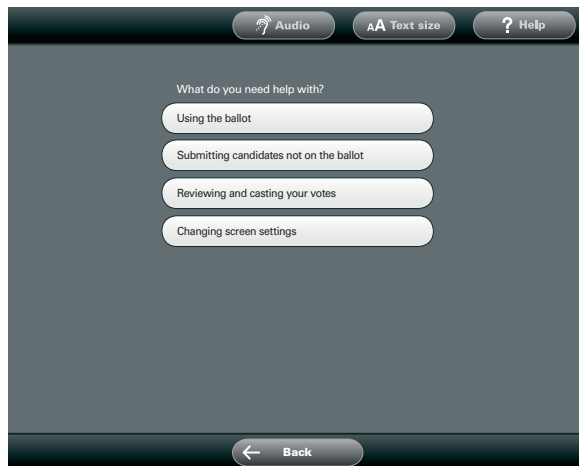 Audio
AA Text size
? Help
What do you need help with?
Using the ballot
Submitting candidates not on the ballot
Reviewing and casting your votes
Changing screen settings
Back